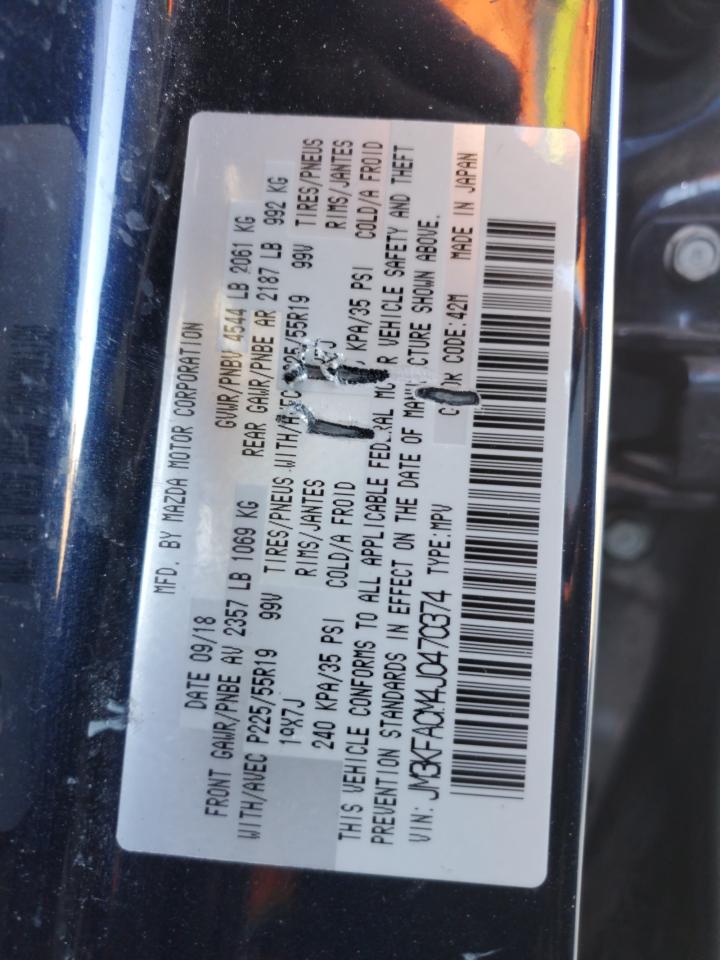 MFD. BY MAZDA MOTOR CORPORATION
DATE 09/18 GVWR/PNBV 4544 LB 2061 KG
FRONT GAWR/PNBE AV 2357 LB 1069 KG REAR GAWR/PNBE AR 2187 LB 992 KG
WITH/AVEC P225/55R19 99V TIRES/PNEUS WITH/AVEC P225/55R19 99V TIRES/PNEUS
19X7J RIMS/JANTES RIMS/JANTES
240 KPA/35 PSI COLD/A FROID KPA/35 PSI COLD/A FROID
THIS VEHICLE CONFORMS TO ALL APPLICABLE FEDERAL MOTOR VEHICLE SAFETY AND THEFT
PREVENTION STANDARDS IN EFFECT ON THE DATE OF MANUFACTURE SHOWN ABOVE.
VIN: JM3KFACM4J0470374 TYPE:MPV COLOR CODE:42M MADE IN JAPAN